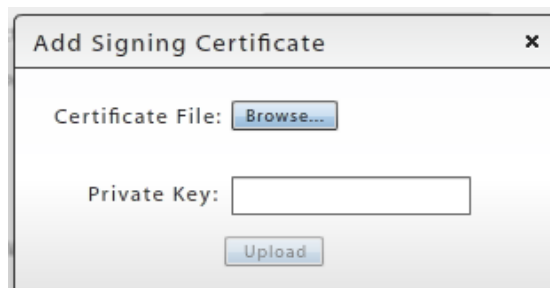 Add Signing Certificate
Certificate File: Browse...
Private Key:
Upload